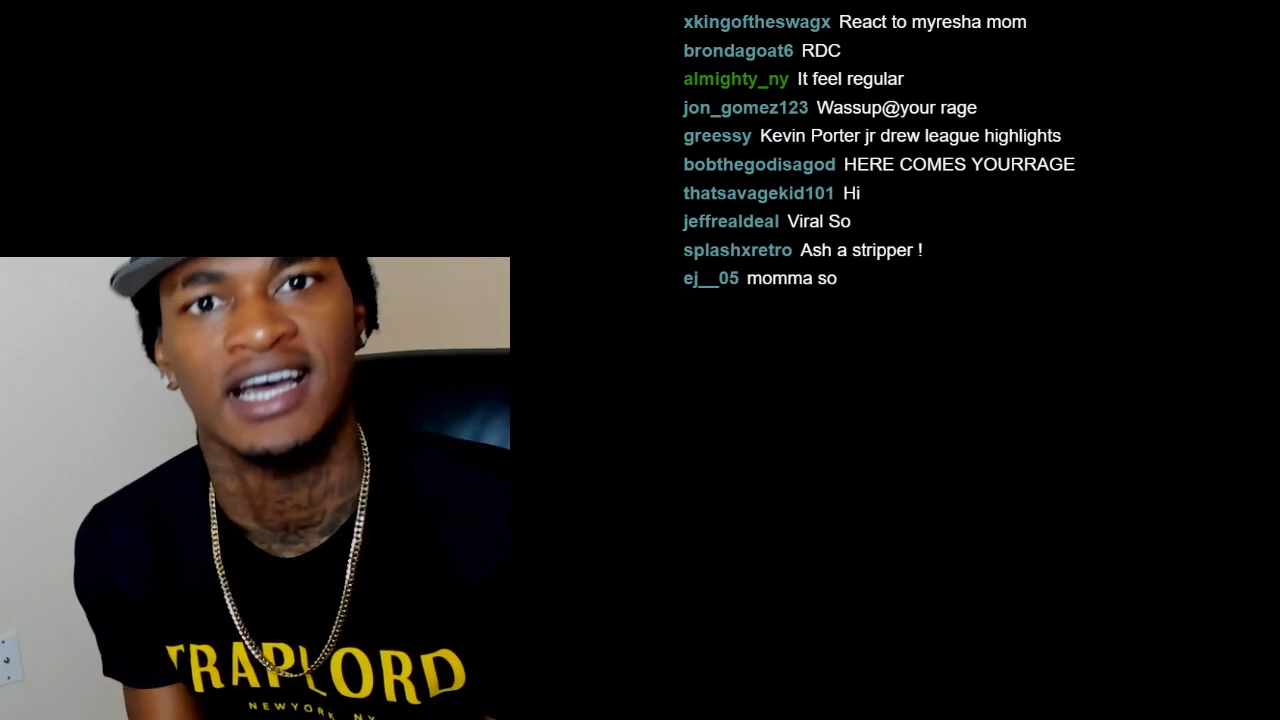 xkingoftheswagx React to myresha mom
brondagoat6 RDC
almighty_ny It feel regular
jon_gomez123 Wassup@your rage
greessy Kevin Porter jr drew league highlights
bobthegodisagod HERE COMES YOURRAGE
thatsavagekid101 Hi
jeffrealdeal Viral So
splashxretro Ash a stripper !
ej__05 momma so
TRAPLORD
NEWYORK NY